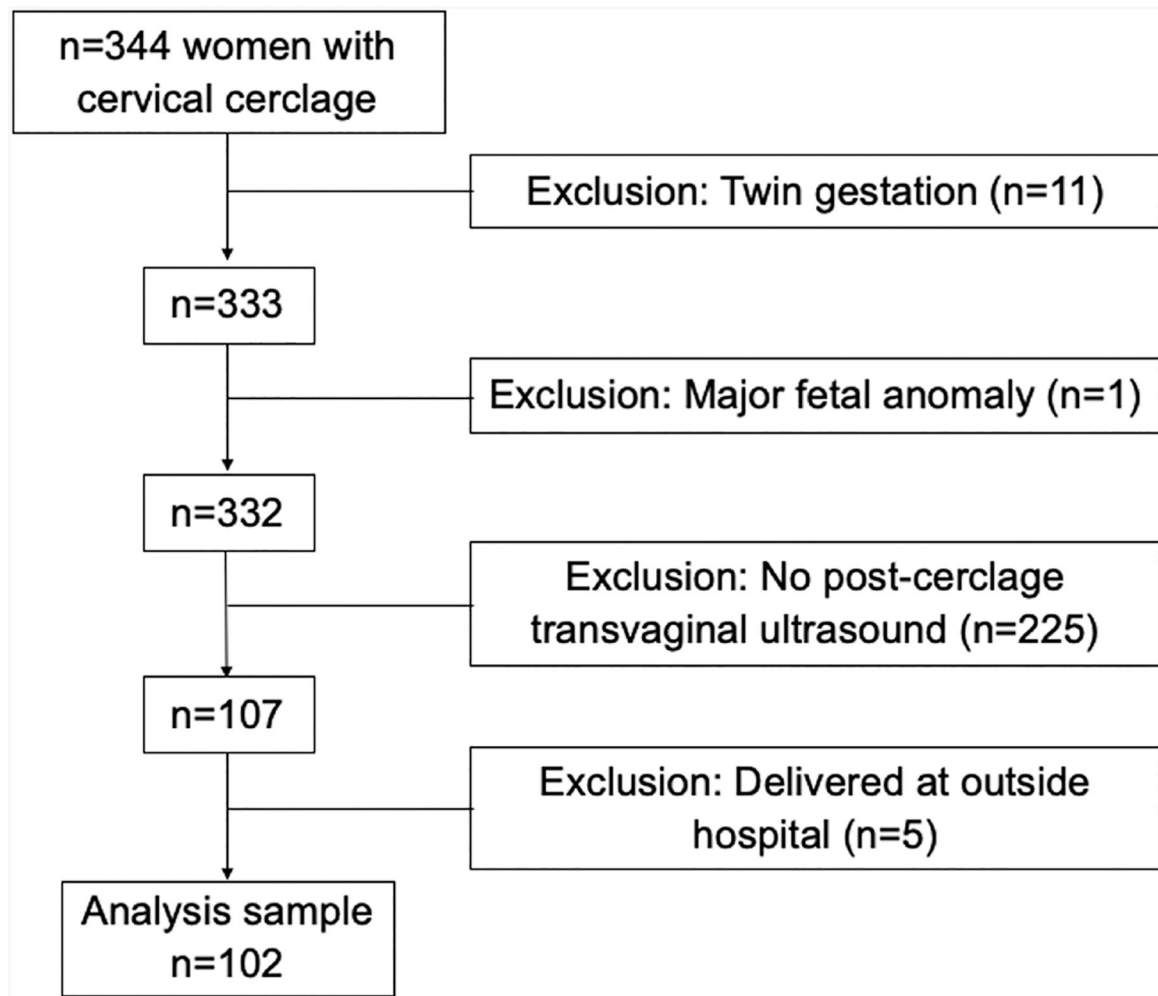 n=344 women with
cervical cerclage
Exclusion: Twin gestation (n=11)
n=333
Exclusion: Major fetal anomaly (n=1)
n=332
Exclusion: No post-cerclage
transvaginal ultrasound (n=225)
n=107
Exclusion: Delivered at outside
hospital (n=5)
Analysis sample
n=102